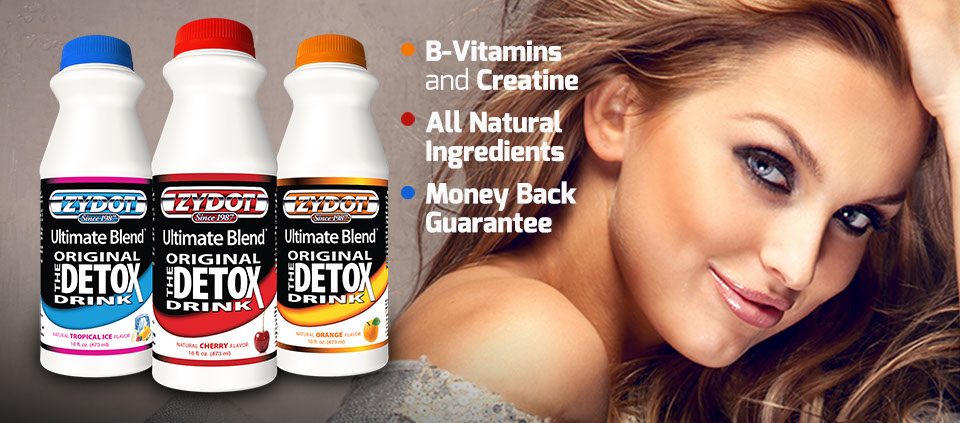 ZYDOT
Since 1987
Ultimate Blend™
THE ORIGINAL
DETOX
DRINK
NATURAL TROPICAL ICE FLAVOR
16 fl. oz. (473 ml)
ZYDOT
Since 1987
Ultimate Blend™
THE ORIGINAL
DETOX
DRINK
NATURAL CHERRY FLAVOR
16 fl. oz. (473 ml)
ZYDOT
Since 1987
Ultimate Blend™
THE ORIGINAL
DETOX
DRINK
NATURAL ORANGE FLAVOR
16 fl. oz. (473 ml)
B-Vitamins
and Creatine
All Natural
Ingredients
Money Back
Guarantee